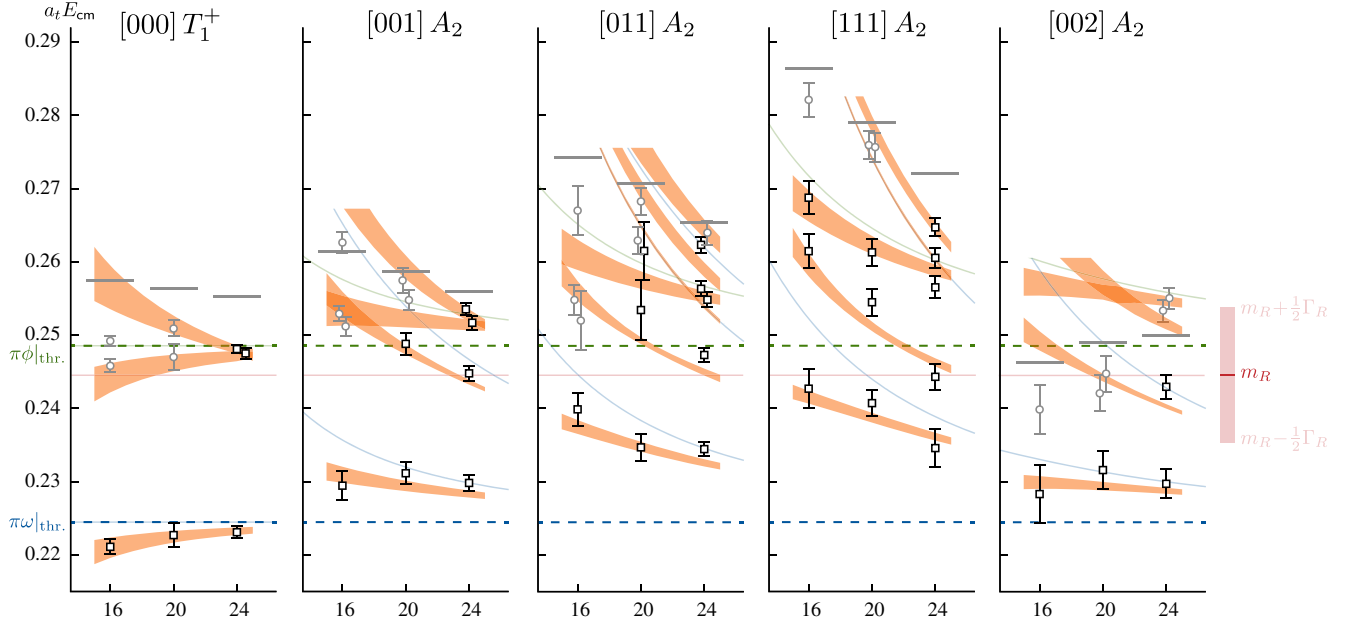 a_t E_cm
[000] T_1^+
[001] A_2
[011] A_2
[111] A_2
[002] A_2
0.29
0.28
0.27
0.26
0.25
πϕ|thr.
0.24
0.23
πω|thr.
0.22
m_R+½Γ_R
m_R
m_R−½Γ_R
16 20 24
16 20 24
16 20 24
16 20 24
16 20 24